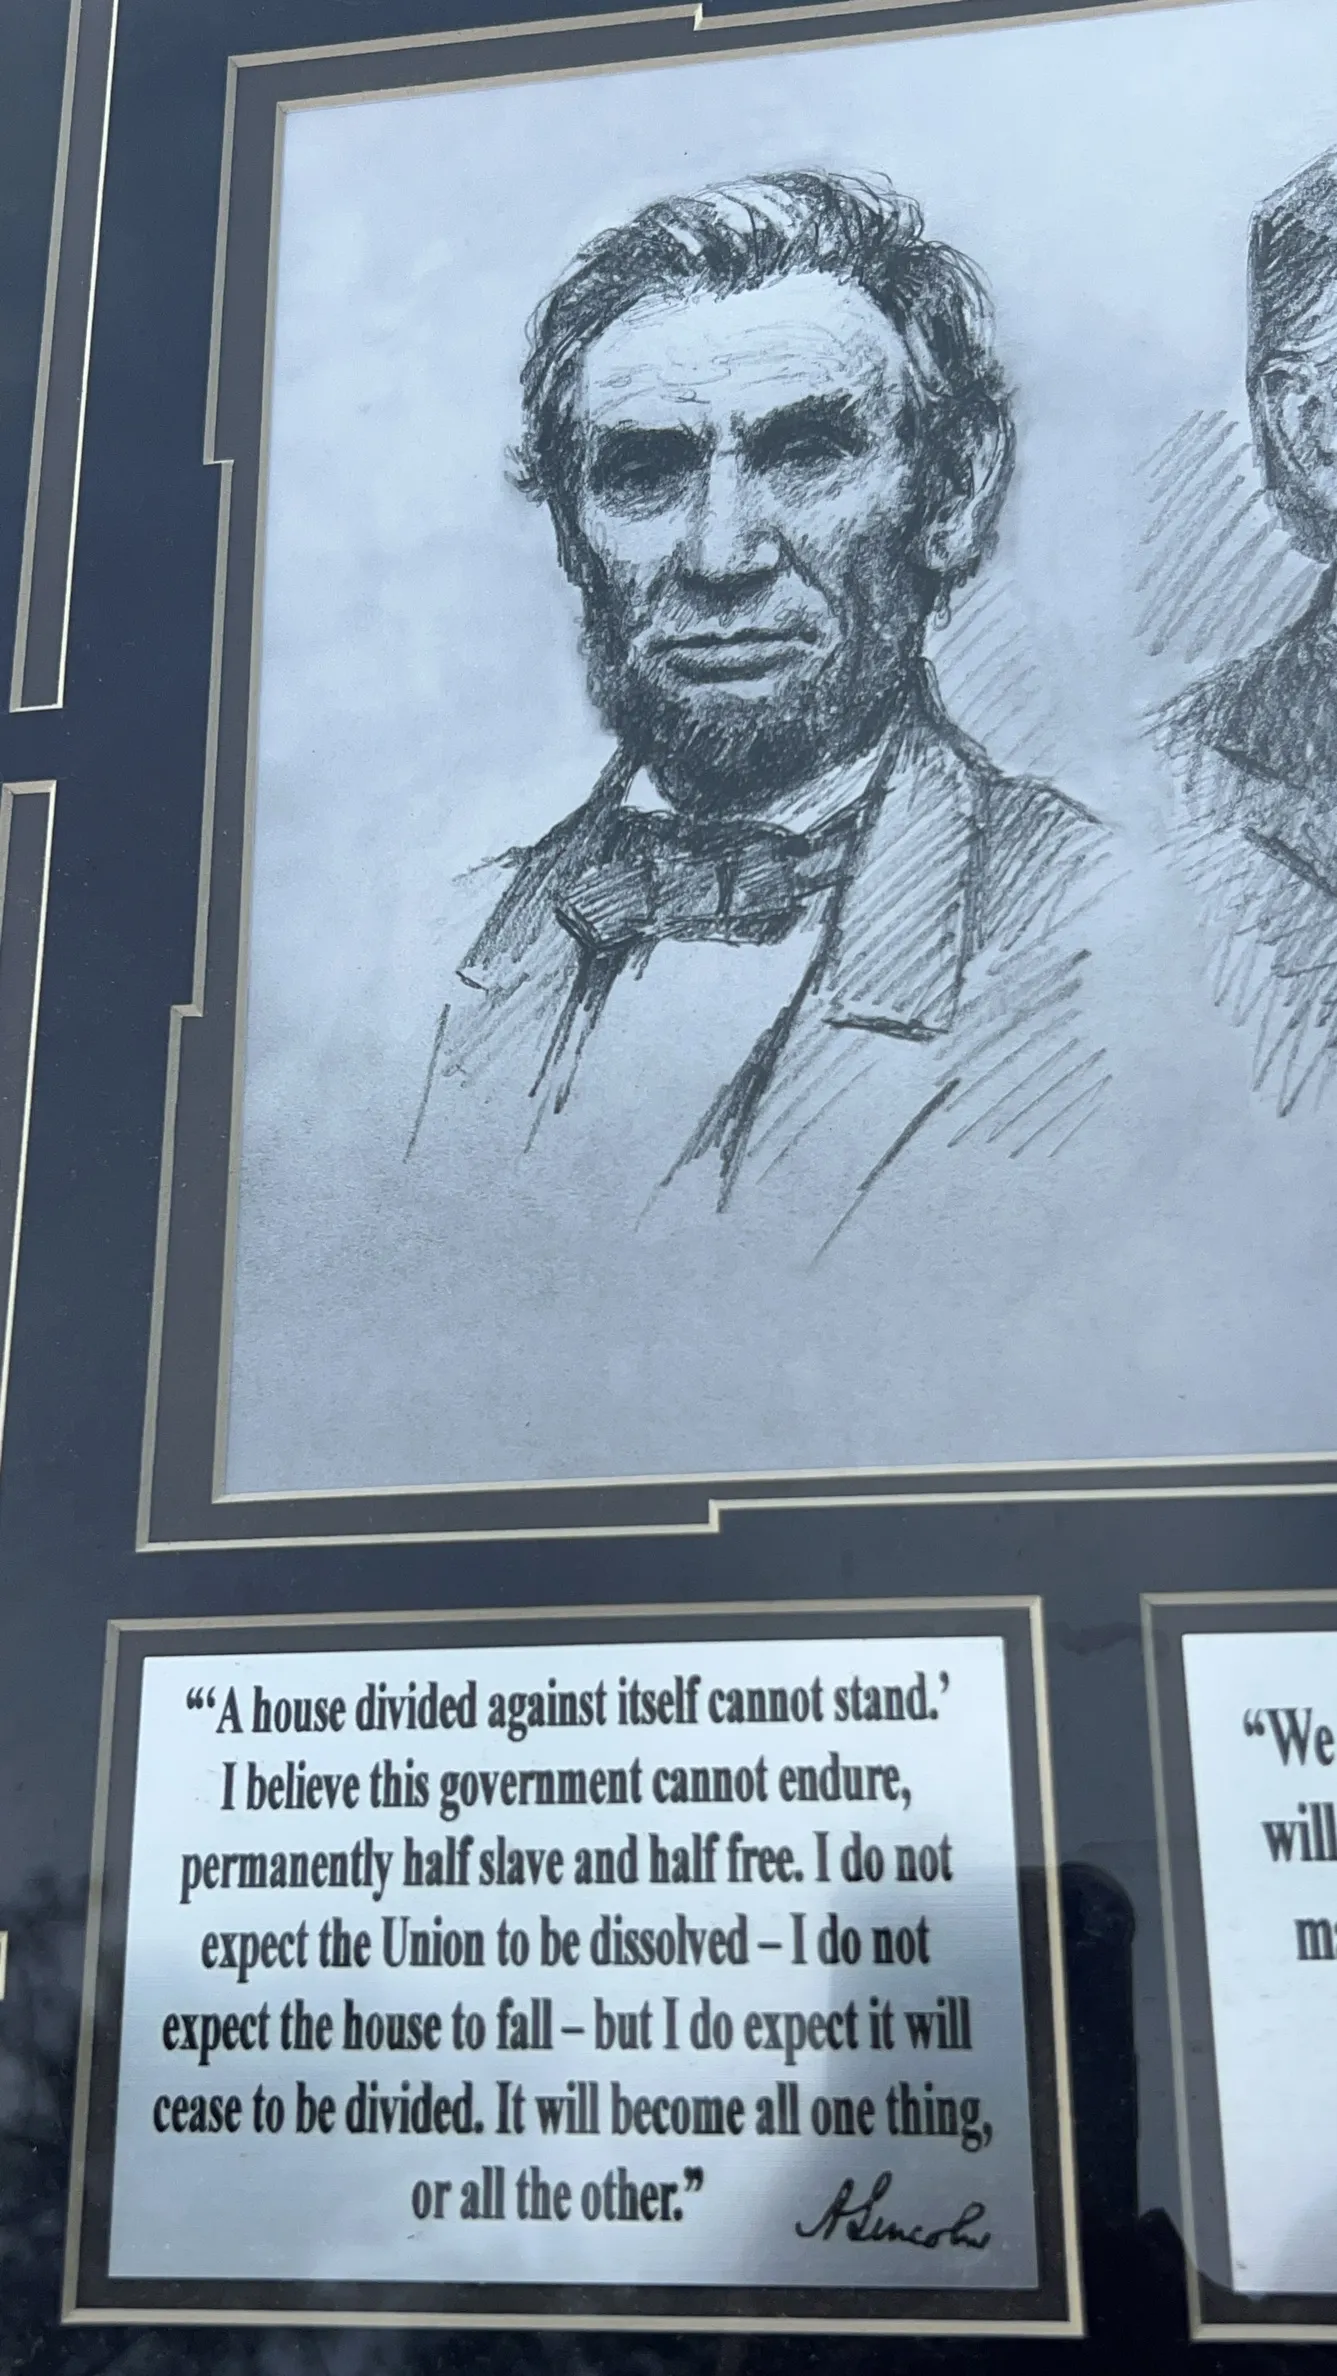 “‘A house divided against itself cannot stand.’
I believe this government cannot endure,
permanently half slave and half free. I do not
expect the Union to be dissolved – I do not
expect the house to fall – but I do expect it will
cease to be divided. It will become all one thing,
or all the other.”
A Lincoln
“We
will